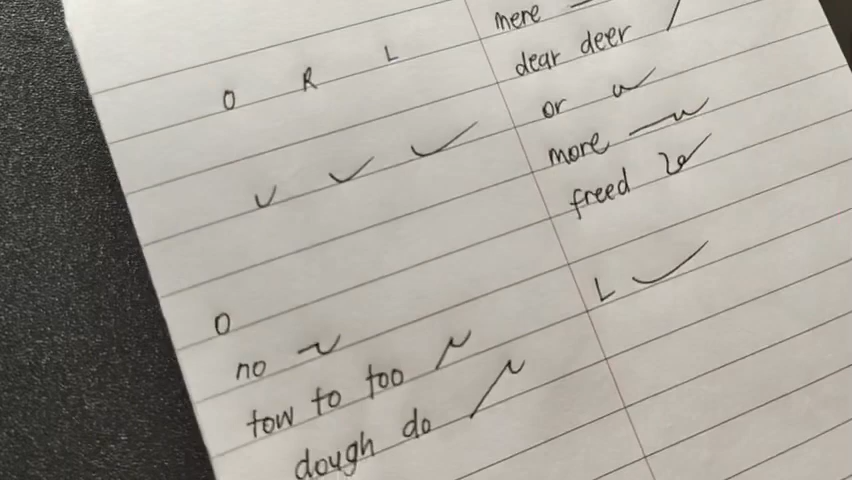 O R L
O
no
tow to too
dough do
mere
dear deer
or
more
freed
L